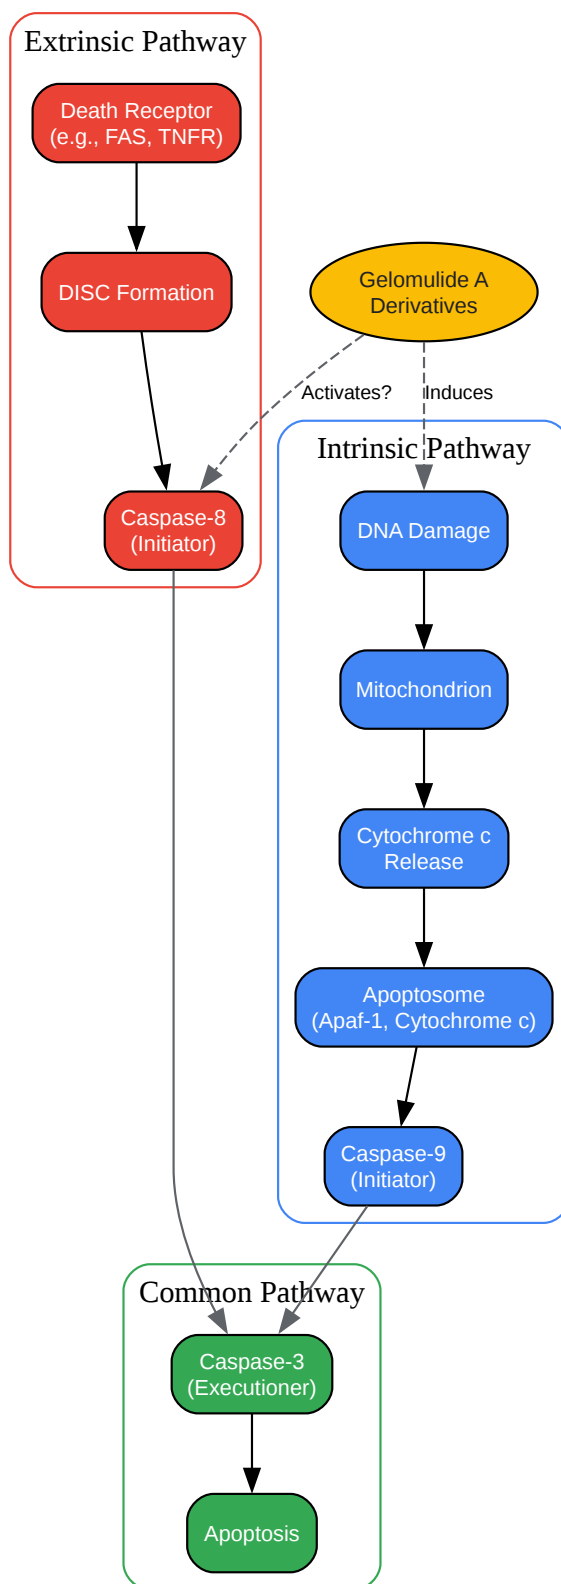 Extrinsic Pathway
Death Receptor
(e.g., FAS, TNFR)
DISC Formation
Gelomulide A
Derivatives
Activates?
Induces
Intrinsic Pathway
Caspase-8
(Initiator)
DNA Damage
Mitochondrion
Cytochrome c
Release
Apoptosome
(Apaf-1, Cytochrome c)
Caspase-9
(Initiator)
Common Pathway
Caspase-3
(Executioner)
Apoptosis